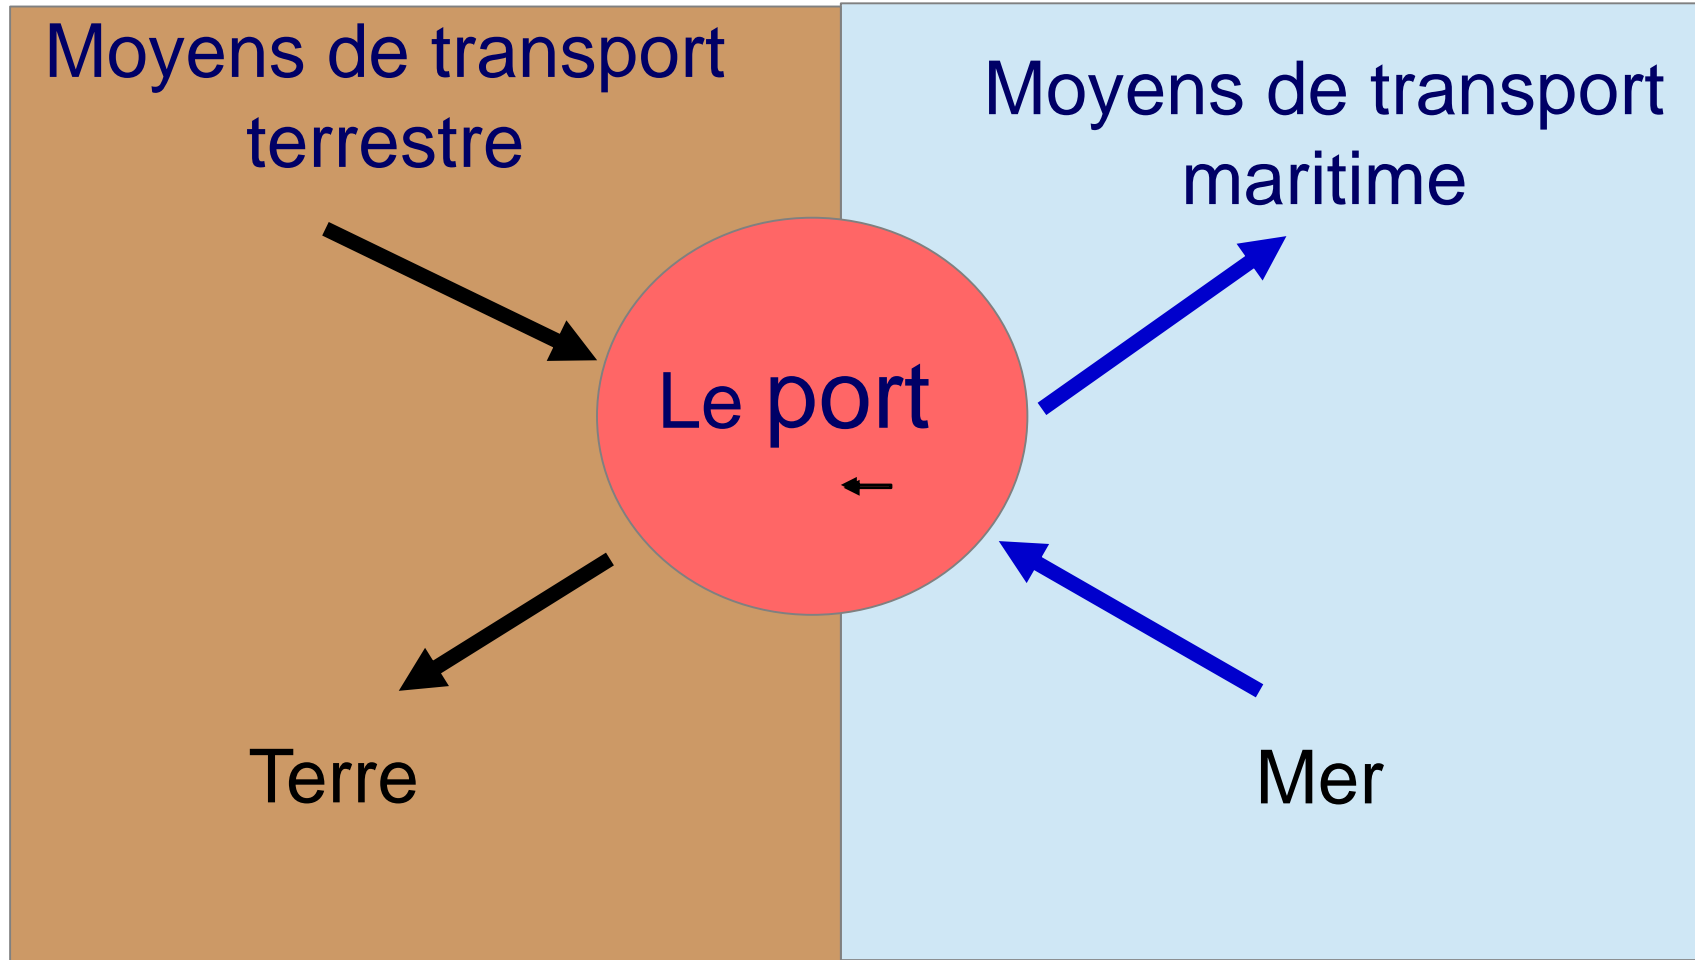 Moyens de transport
terrestre
Moyens de transport
maritime
Le port
Terre
Mer